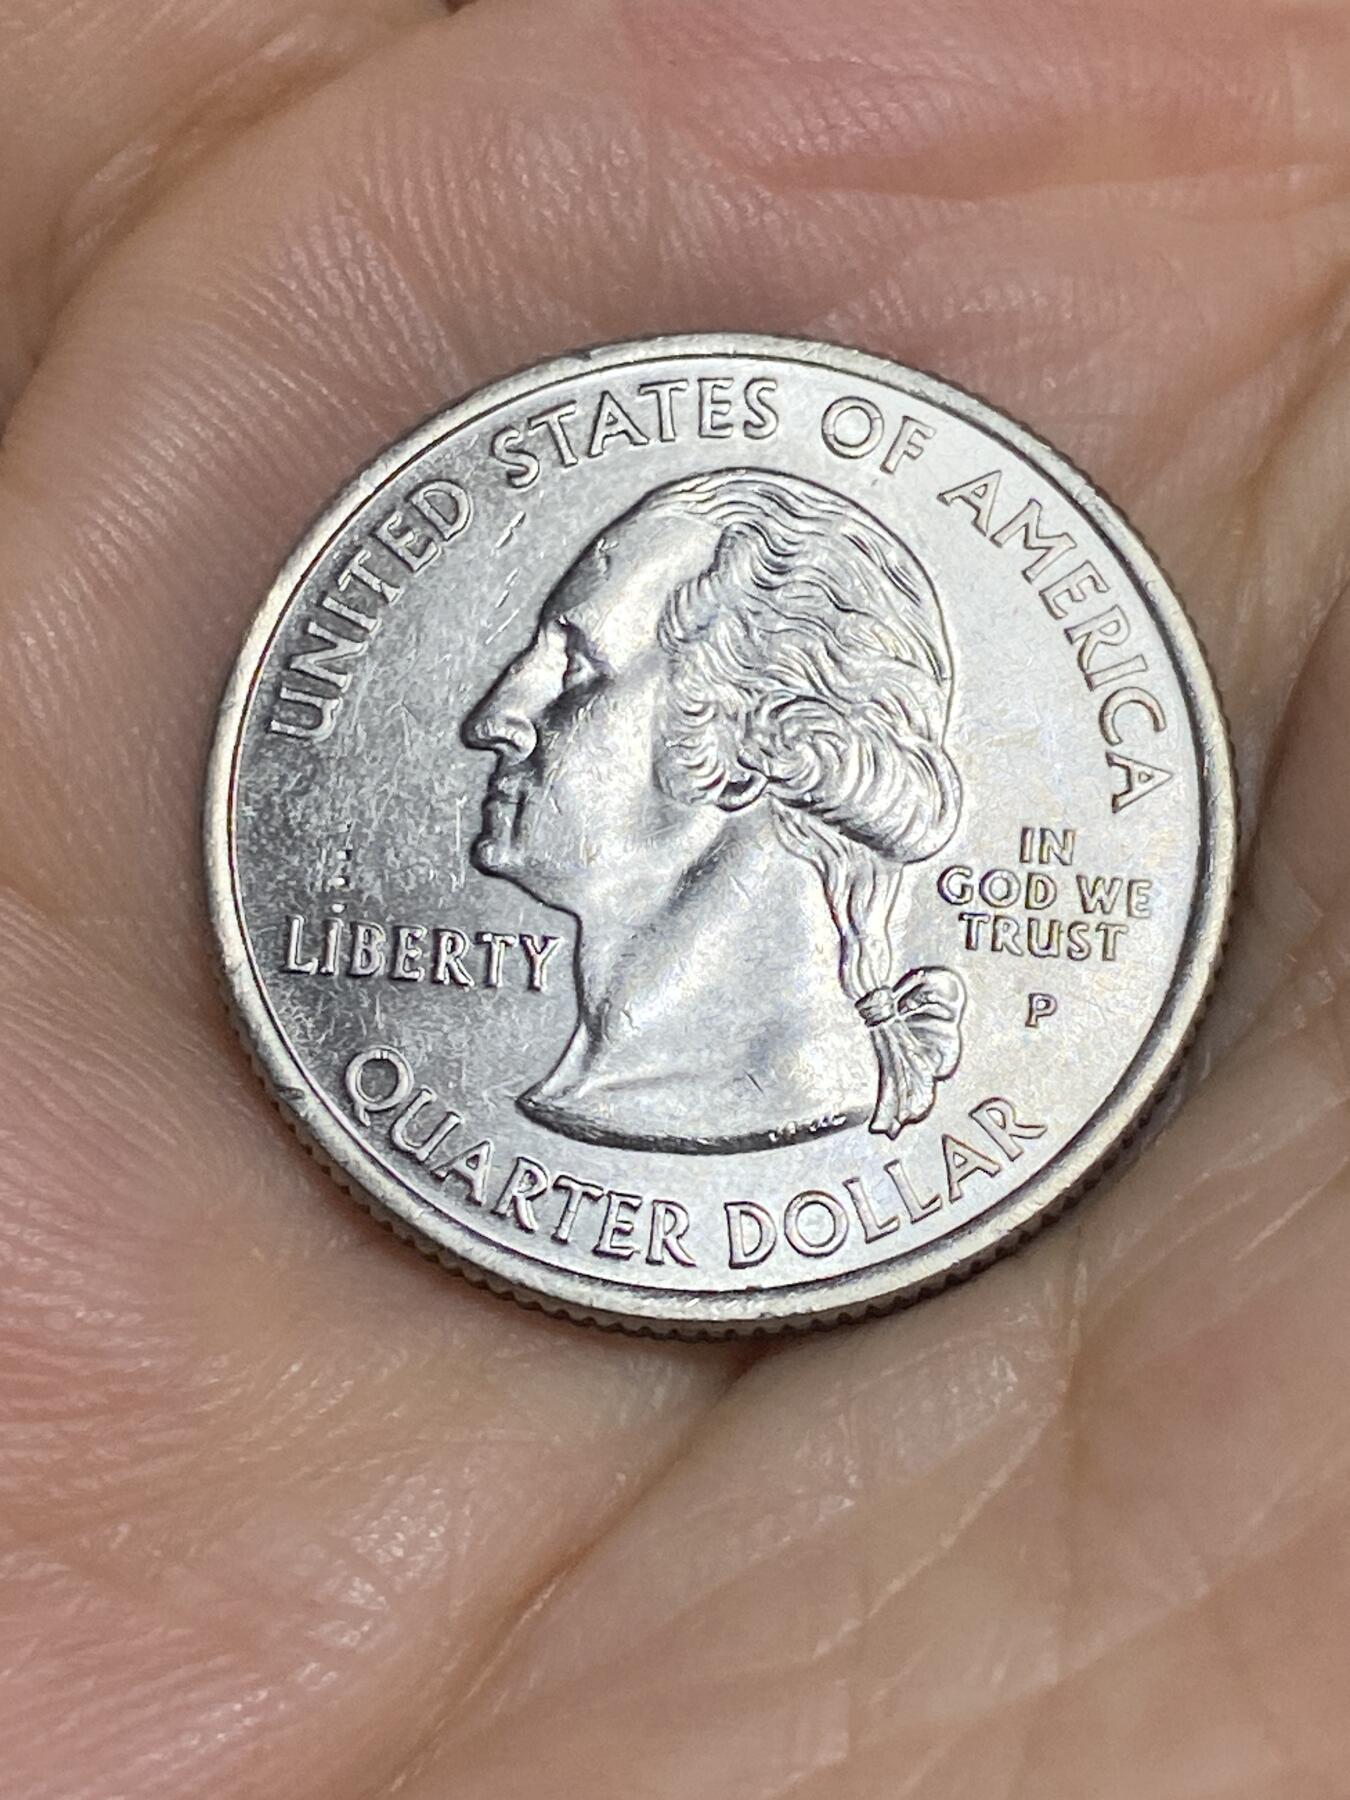 UNITED STATES OF AMERICA
LIBERTY
IN
GOD WE
TRUST
P
QUARTER DOLLAR